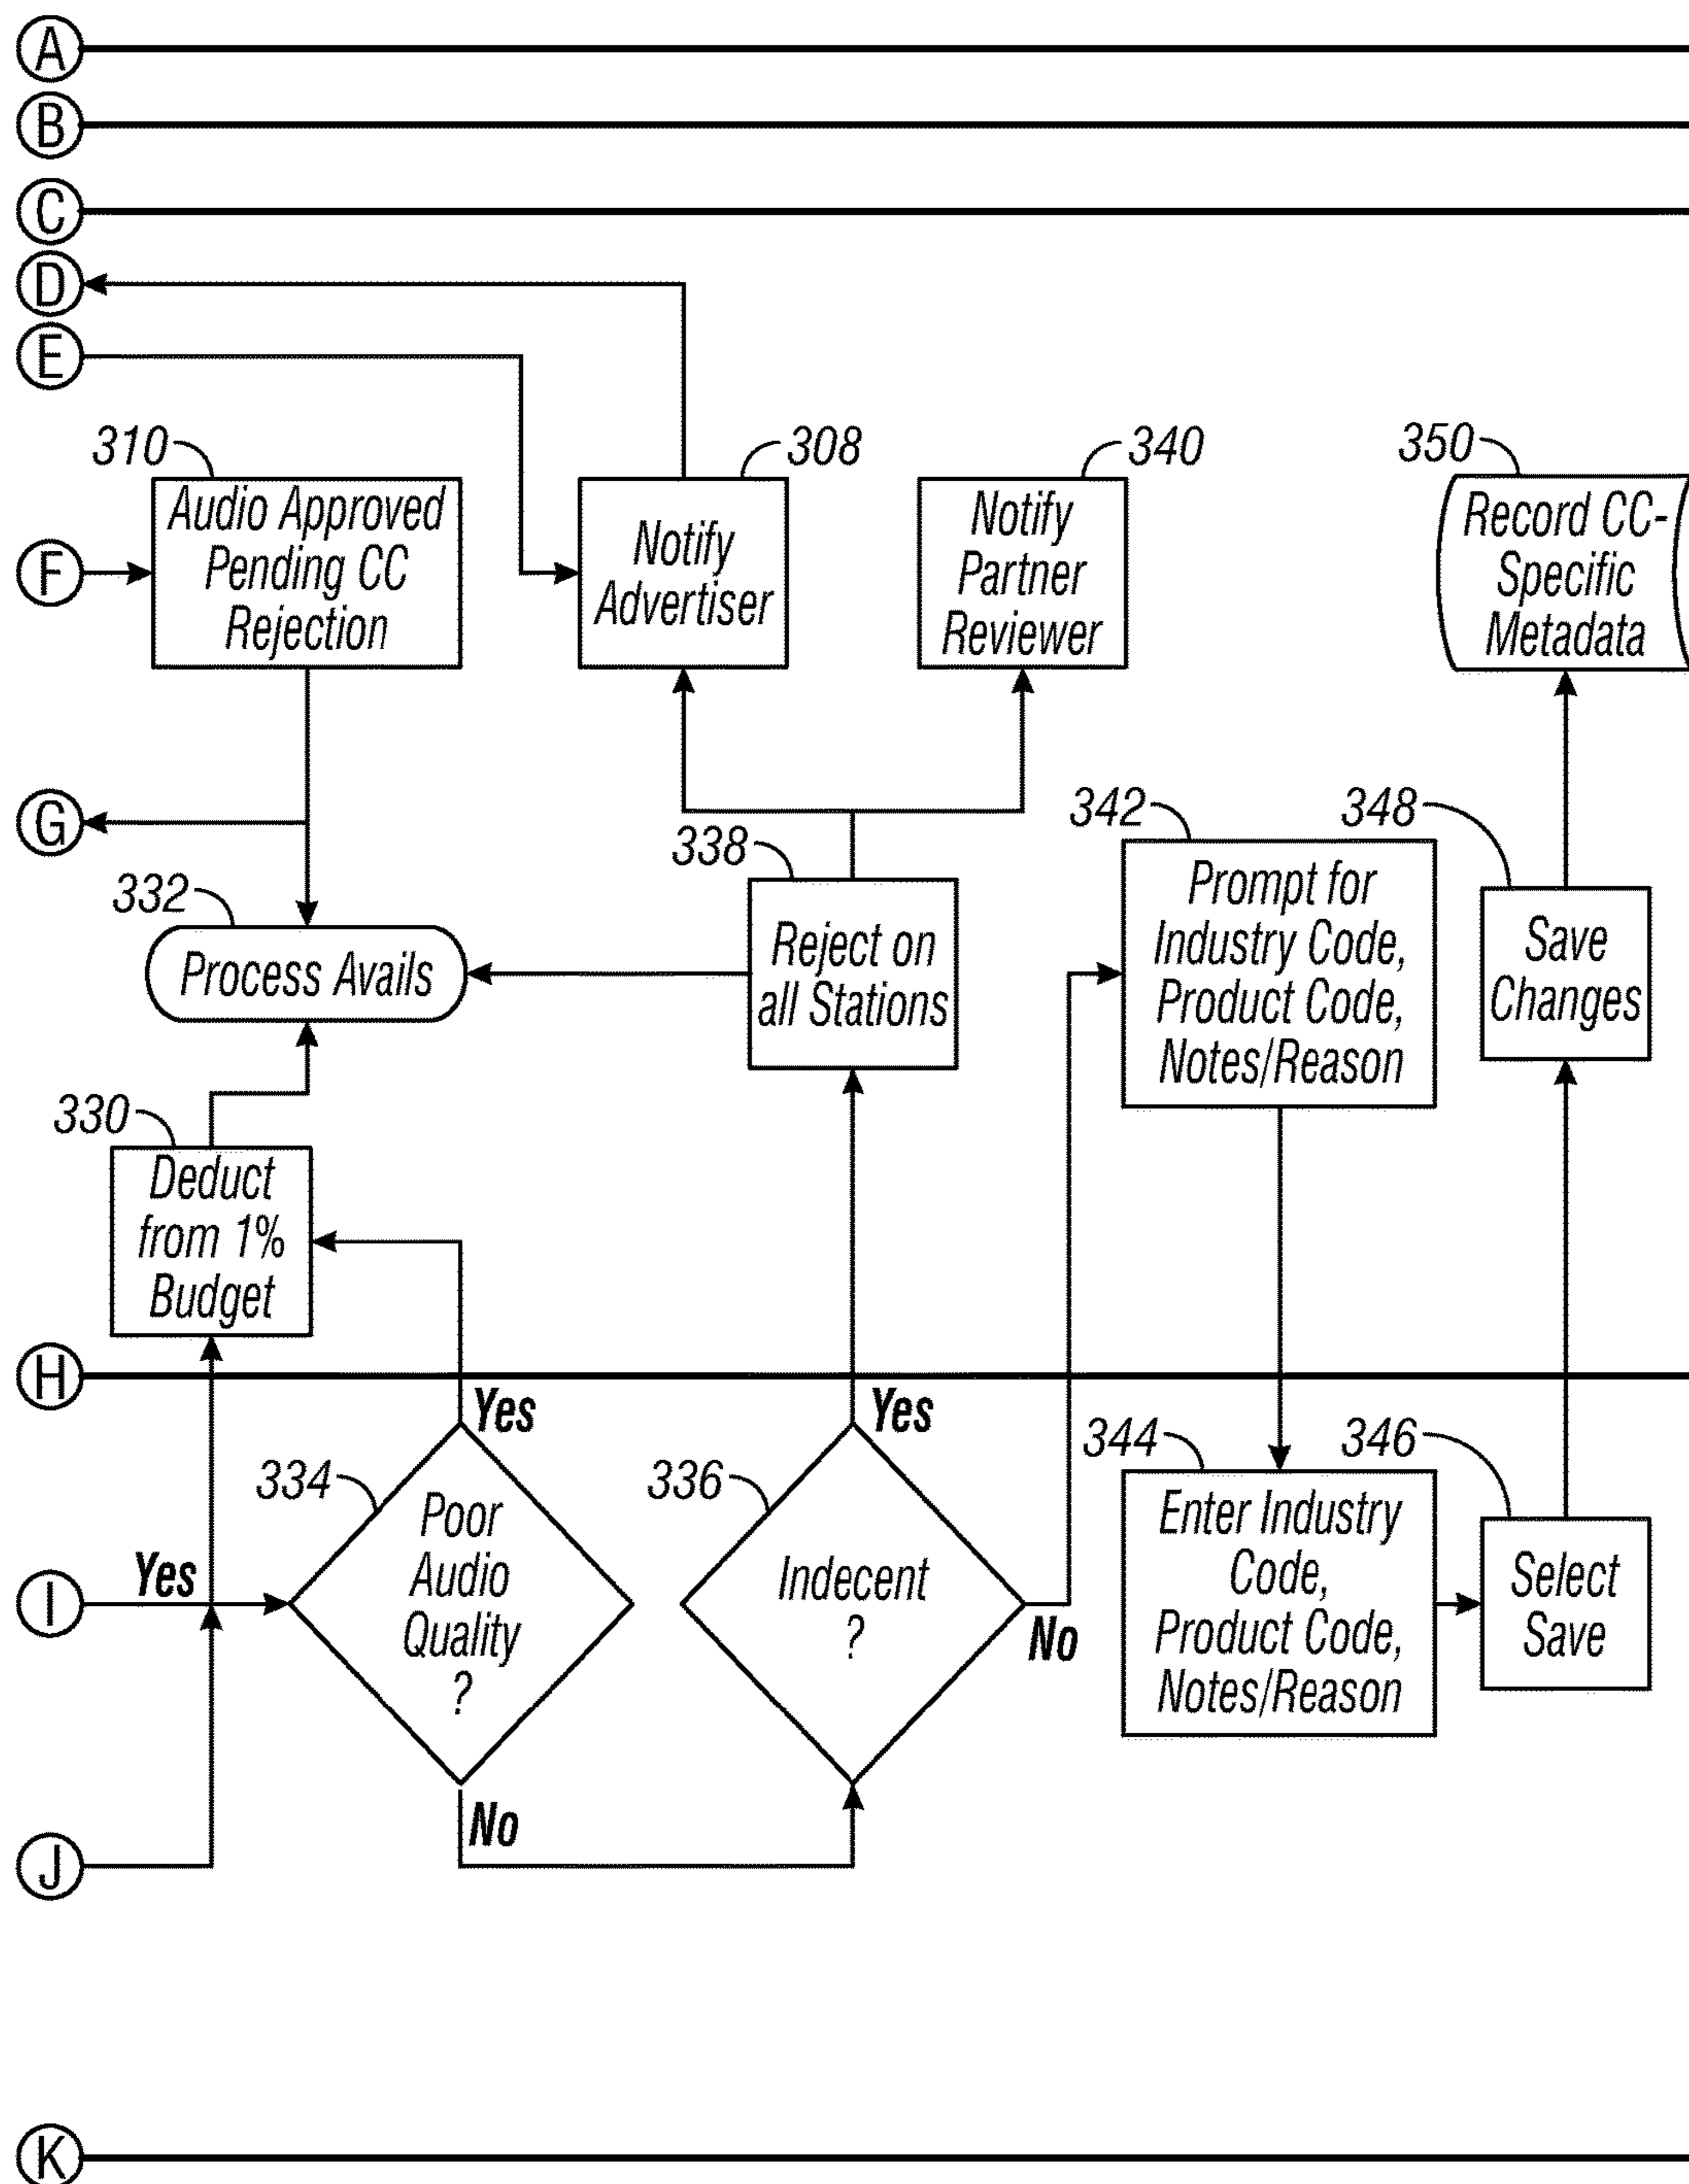 A
B
C
D
E
310
308
340
350
F
Audio Approved
Pending CC
Rejection
Notify
Advertiser
Notify
Partner
Reviewer
Record CC-
Specific
Metadata
G
332
Process Avails
338
Reject on
all Stations
342
Prompt for
Industry Code,
Product Code,
Notes/Reason
348
Save
Changes
330
Deduct
from 1%
Budget
H
Yes
Yes
334
Poor
Audio
Quality
?
336
Indecent
?
344
Enter Industry
Code,
Product Code,
Notes/Reason
346
Select
Save
I
Yes
No
No
J
K